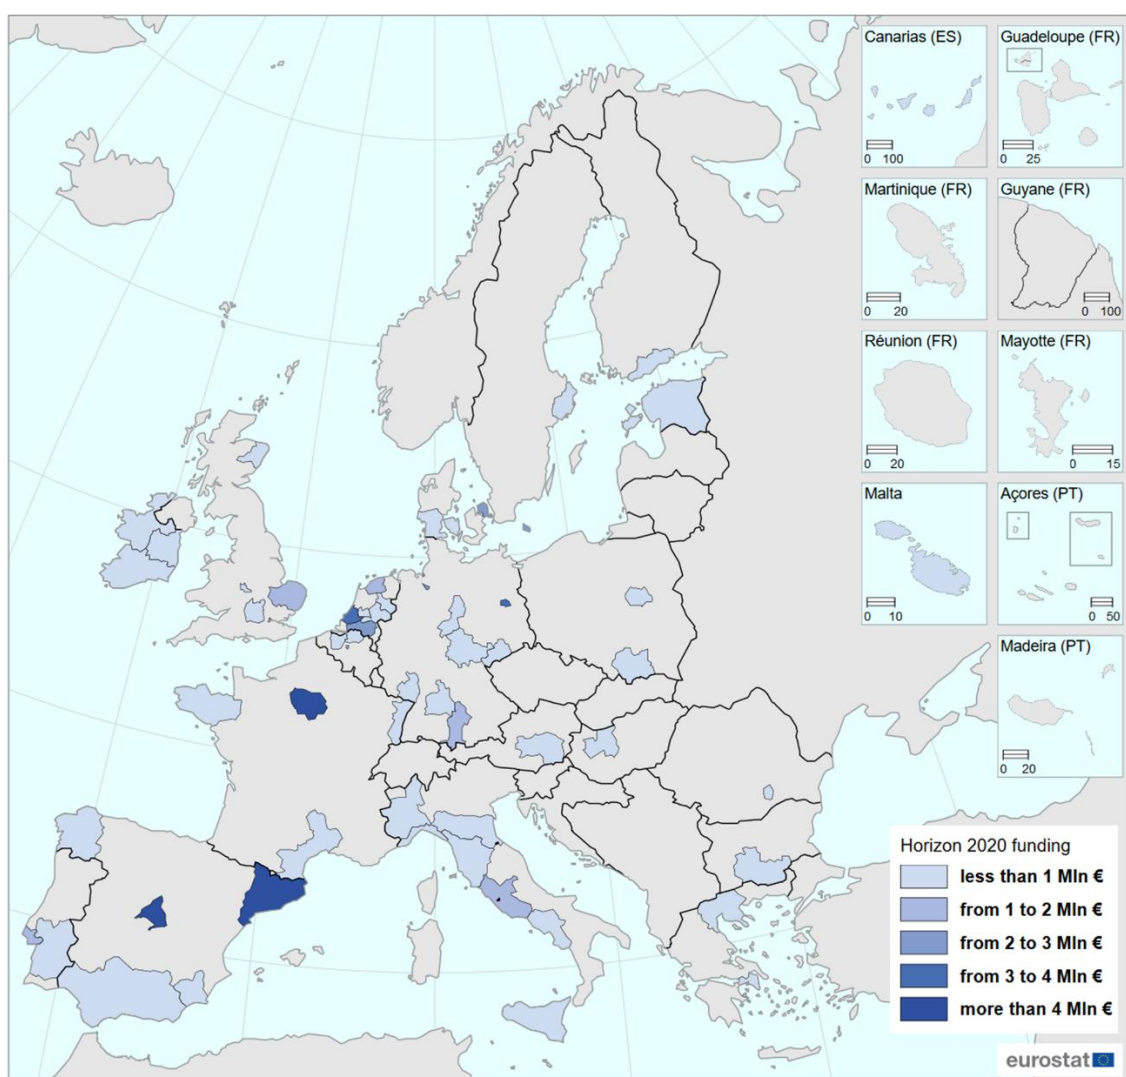 Canarias (ES)
0 100
Guadeloupe (FR)
0 25
Martinique (FR)
0 20
Guyane (FR)
0 100
Réunion (FR)
0 20
Mayotte (FR)
0 15
Malta
0 10
Açores (PT)
0 50
Madeira (PT)
0 20
Horizon 2020 funding
less than 1 Mln €
from 1 to 2 Mln €
from 2 to 3 Mln €
from 3 to 4 Mln €
more than 4 Mln €
eurostat